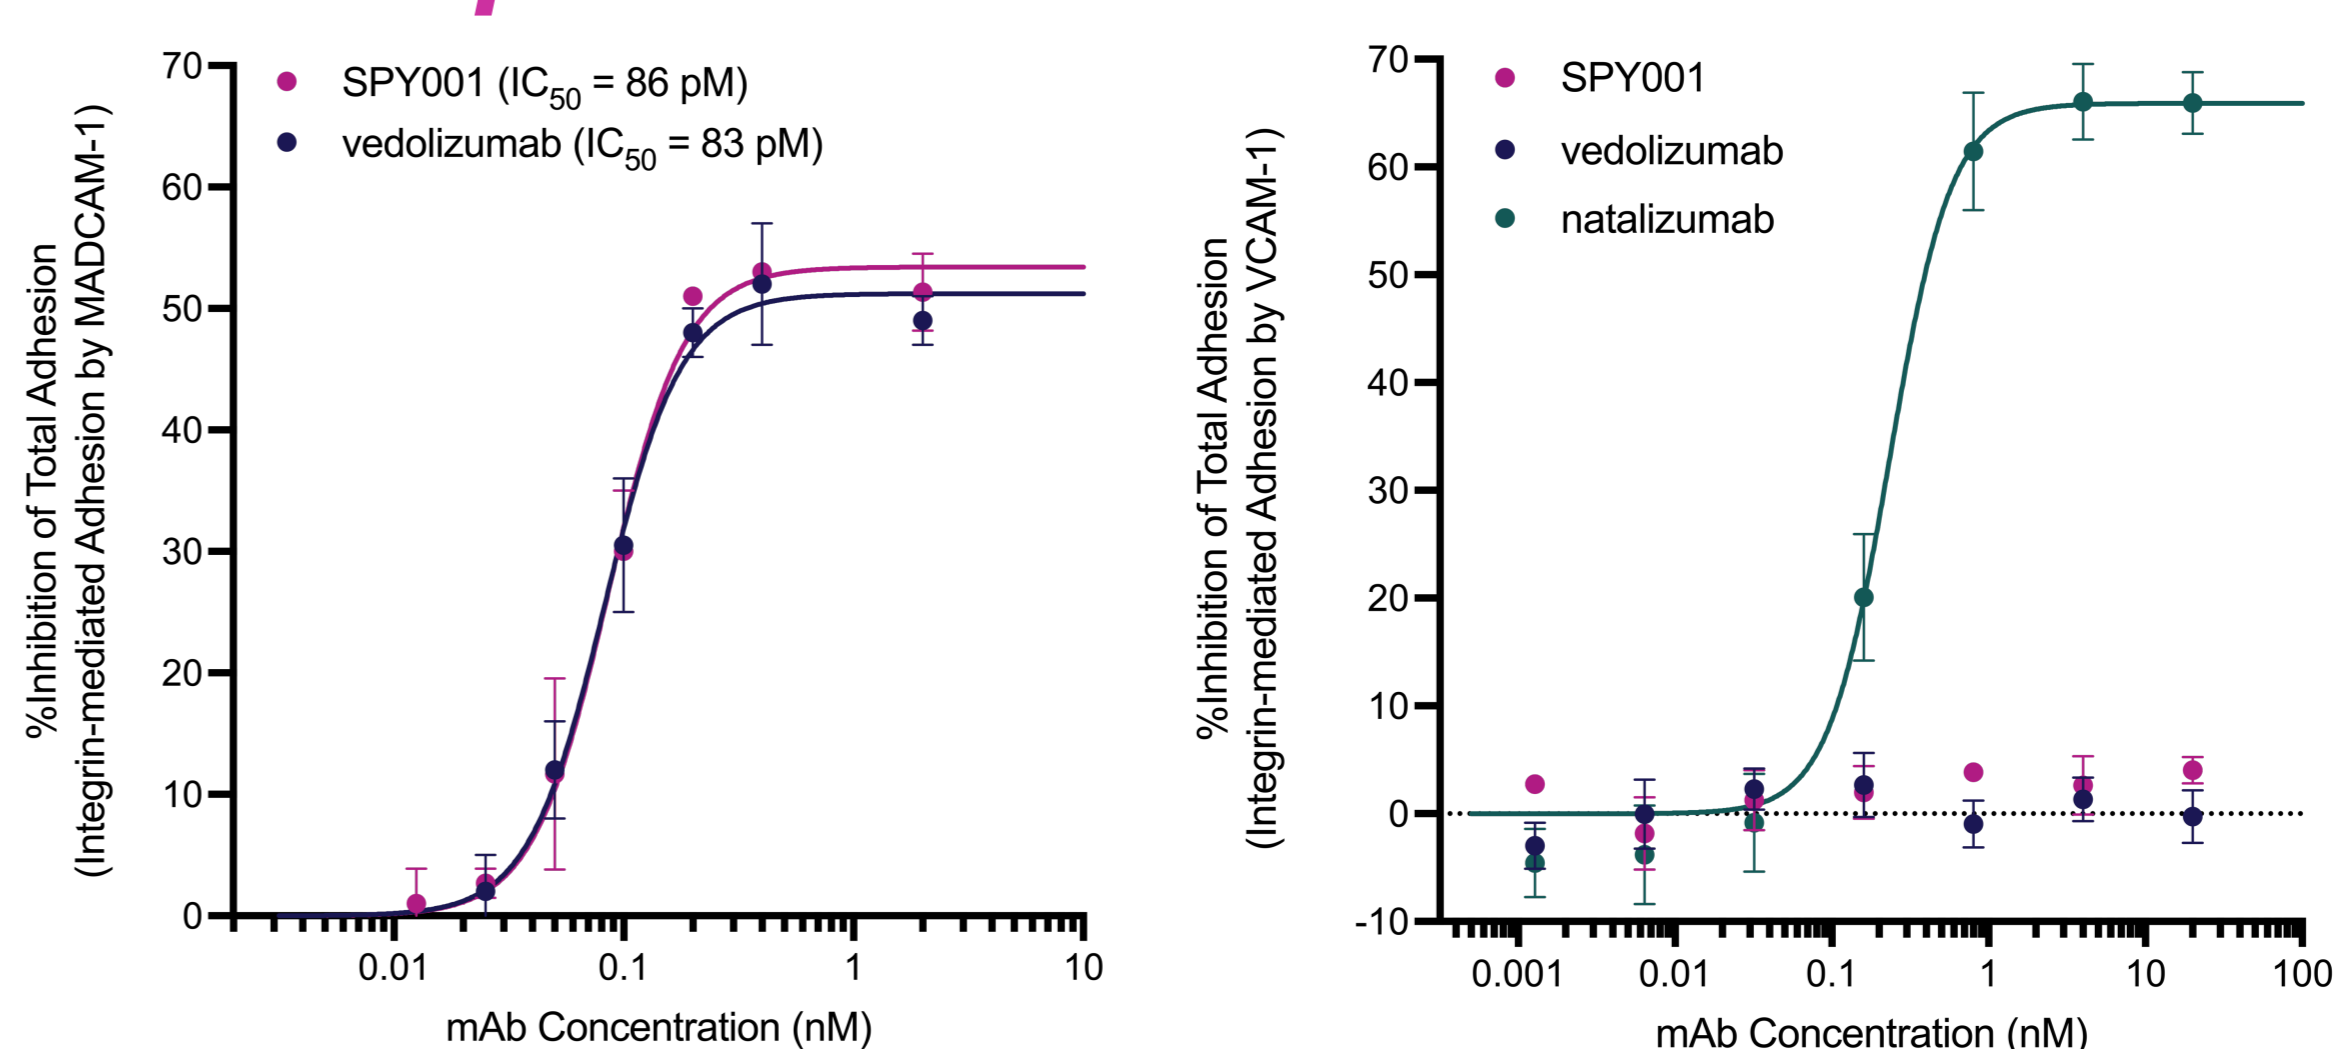 70
60
50
40
30
20
10
0
%Inhibition of Total Adhesion
(Integrin-mediated Adhesion by MADCAM-1)
SPY001 (IC50 = 86 pM)
vedolizumab (IC50 = 83 pM)
0.01 0.1 1 10
mAb Concentration (nM)
70
60
50
40
30
20
10
0
-10
%Inhibition of Total Adhesion
(Integrin-mediated Adhesion by VCAM-1)
SPY001
vedolizumab
natalizumab
0.001 0.01 0.1 1 10 100
mAb Concentration (nM)